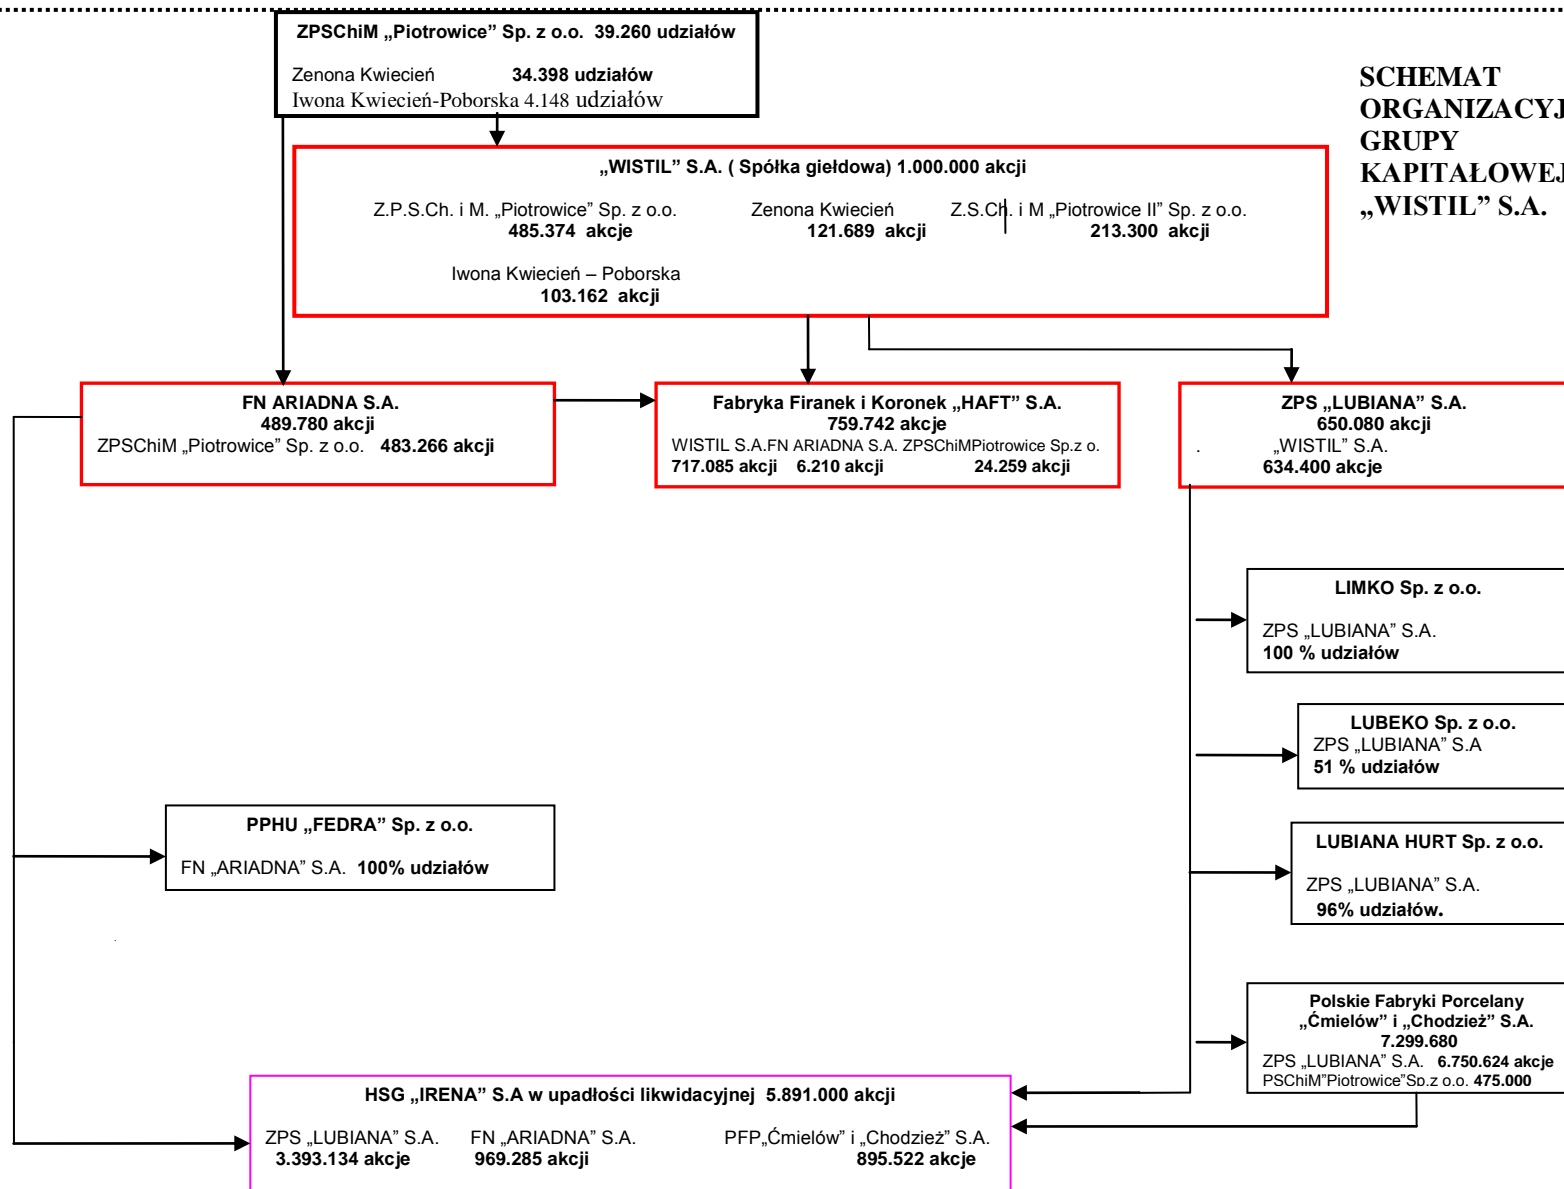 ZPSChiM „Piotrowice” Sp. z o.o. 39.260 udziałów
Zenona Kwiecień 34.398 udziałów
Iwona Kwiecień-Poborska 4.148 udziałów
SCHEMAT
ORGANIZACYJ
GRUPY
KAPITAŁOWEJ
„WISTIL” S.A.
„WISTIL” S.A. ( Spółka giełdowa) 1.000.000 akcji
Z.P.S.Ch. i M. „Piotrowice” Sp. z o.o. Zenona Kwiecień Z.S.Ch. i M „Piotrowice II” Sp. z o.o.
485.374 akcje 121.689 akcji 213.300 akcji
Iwona Kwiecień – Poborska
103.162 akcji
FN ARIADNA S.A.
489.780 akcji
ZPSChiM „Piotrowice” Sp. z o.o. 483.266 akcji
Fabryka Firanek i Koronek „HAFT” S.A.
759.742 akcje
WISTIL S.A.FN ARIADNA S.A. ZPSChiMPiotrowice Sp.z o.
717.085 akcji 6.210 akcji 24.259 akcji
ZPS „LUBIANA” S.A.
650.080 akcji
. „WISTIL” S.A.
634.400 akcje
LIMKO Sp. z o.o.
ZPS „LUBIANA” S.A.
100 % udziałów
LUBEKO Sp. z o.o.
ZPS „LUBIANA” S.A
51 % udziałów
PPHU „FEDRA” Sp. z o.o.
FN „ARIADNA” S.A. 100% udziałów
LUBIANA HURT Sp. z o.o.
ZPS „LUBIANA” S.A.
96% udziałów.
Polskie Fabryki Porcelany
„Ćmielów” i „Chodzież” S.A.
7.299.680
ZPS „LUBIANA” S.A. 6.750.624 akcje
PSChiM”Piotrowice”Sp.z o.o. 475.000
HSG „IRENA” S.A w upadłości likwidacyjnej 5.891.000 akcji
ZPS „LUBIANA” S.A. FN „ARIADNA” S.A. PFP„Ćmielów” i „Chodzież” S.A.
3.393.134 akcje 969.285 akcji 895.522 akcje